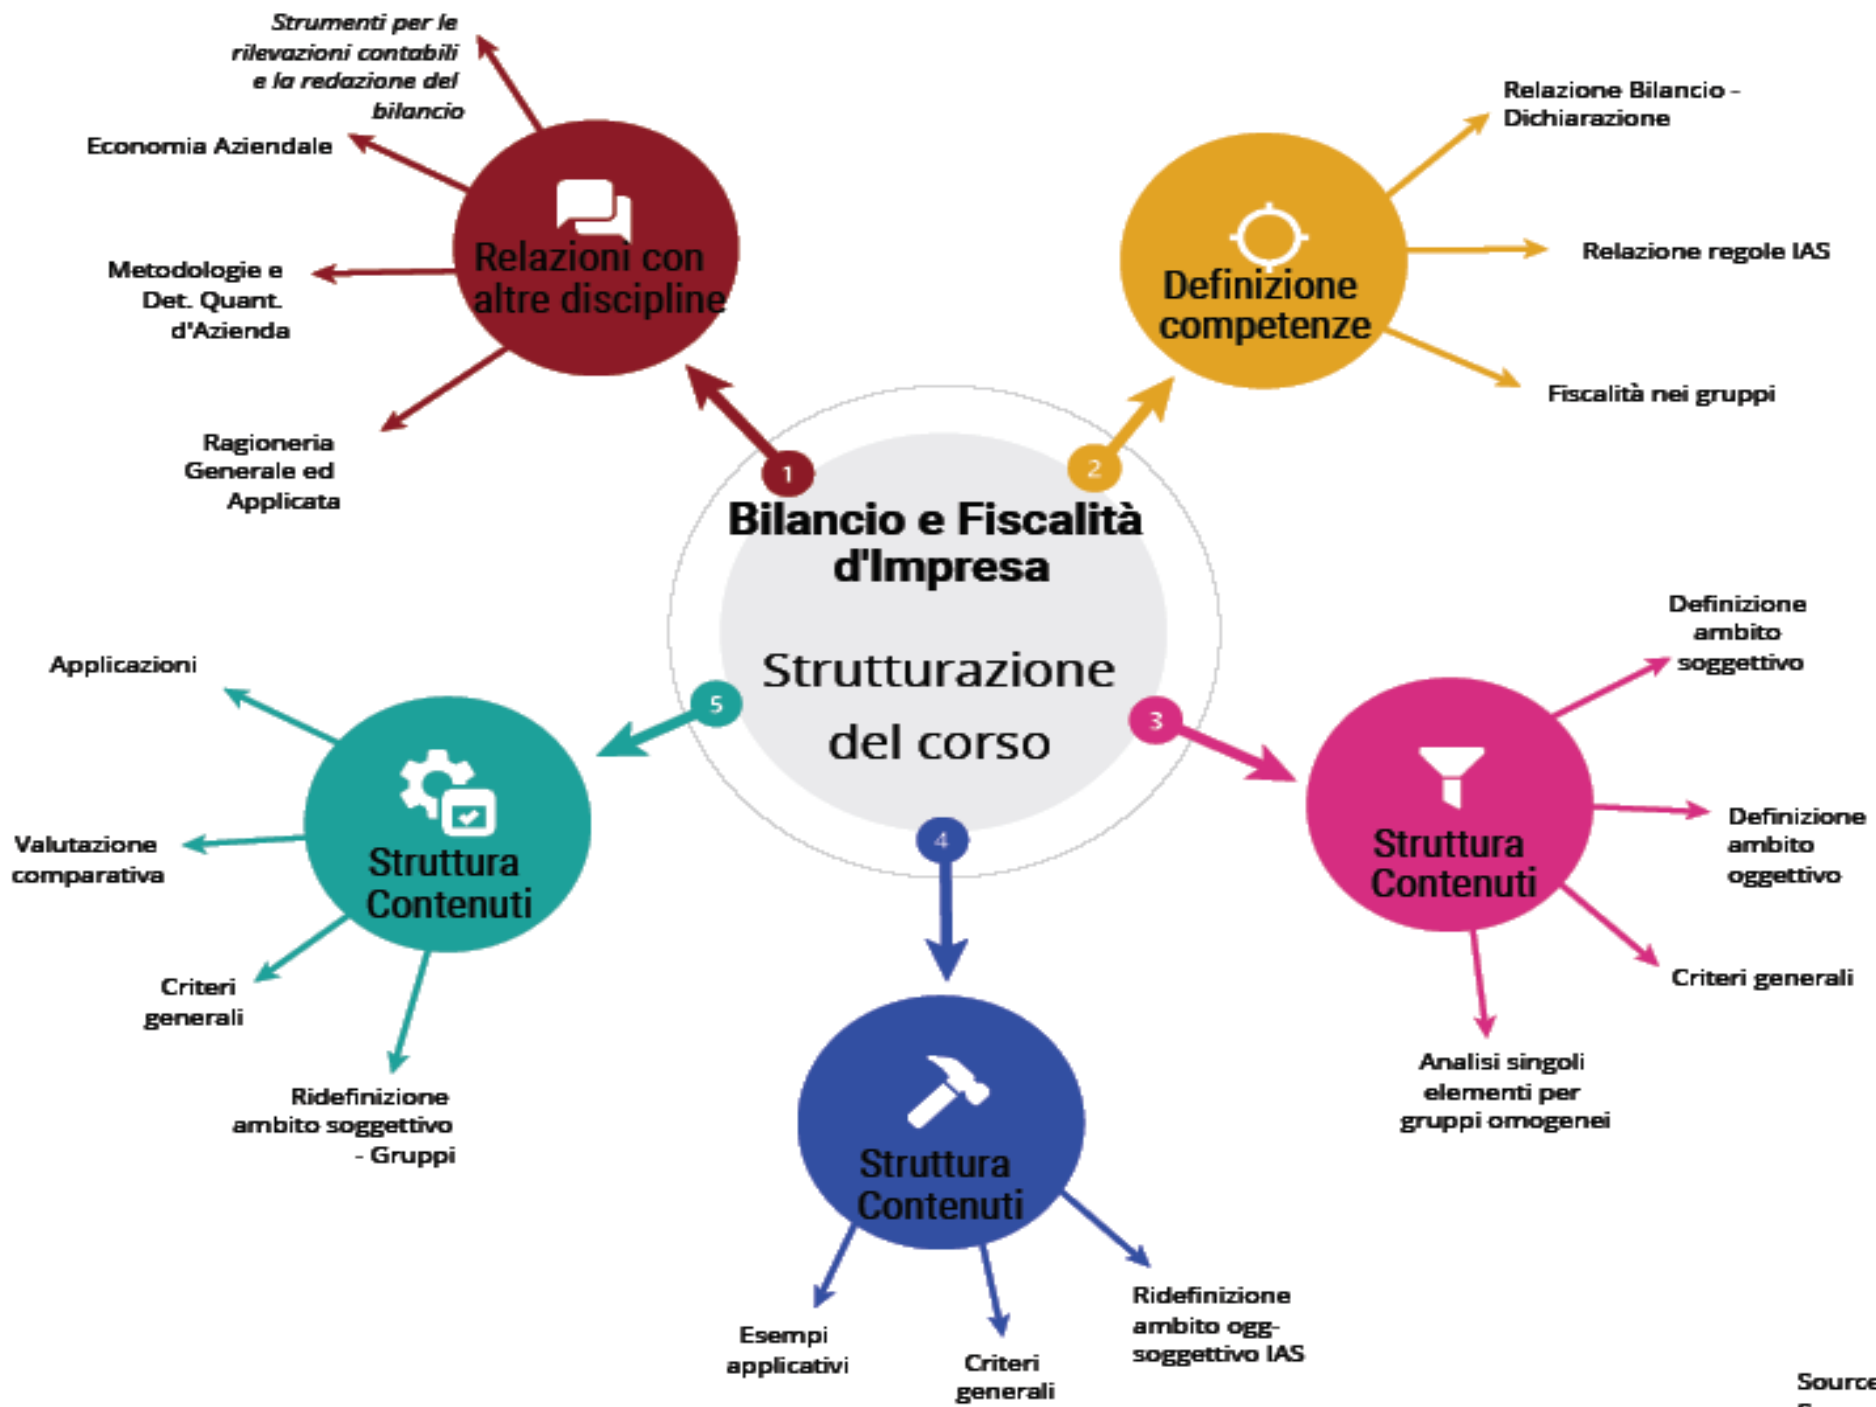 Strumenti per le
rilevazioni contabili
e la redazione del
bilancio
Economia Aziendale
Metodologie e
Det. Quant.
d'Azienda
Ragioneria
Generale ed
Applicata
Relazioni con
altre discipline
1
Relazione Bilancio -
Dichiarazione
Relazione regole IAS
Fiscalità nei gruppi
Definizione
competenze
2
Bilancio e Fiscalità
d'Impresa
Strutturazione
del corso
3
Struttura
Contenuti
Definizione
ambito
soggettivo
Definizione
ambito
oggettivo
Criteri generali
Analisi singoli
elementi per
gruppi omogenei
4
Struttura
Contenuti
Ridefinizione
ambito ogg-
soggettivo IAS
Criteri
generali
Esempi
applicativi
5
Struttura
Contenuti
Applicazioni
Valutazione
comparativa
Criteri
generali
Ridefinizione
ambito soggettivo
- Gruppi
Source